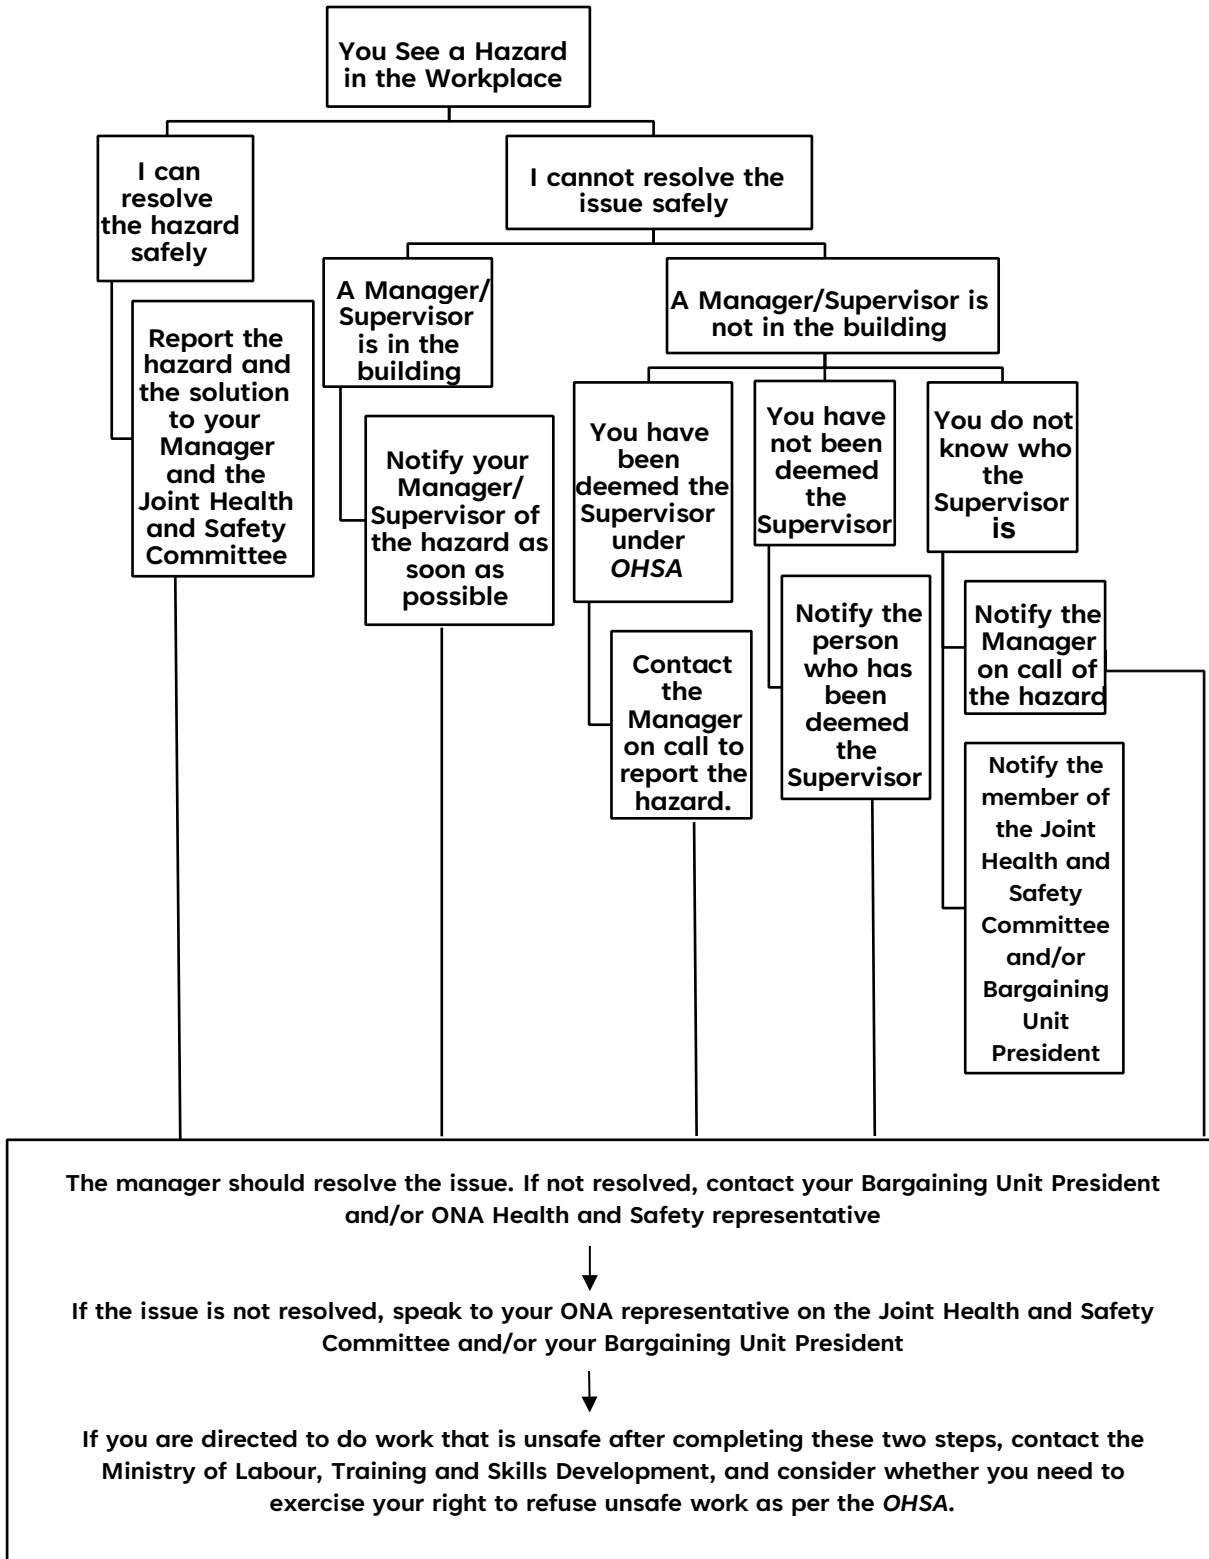 You See a Hazard
in the Workplace
I can
resolve
the hazard
safely
I cannot resolve the
issue safely
Report the
hazard and
the solution
to your
Manager
and the
Joint Health
and Safety
Committee
A Manager/
Supervisor
is in the
building
A Manager/Supervisor is
not in the building
Notify your
Manager/
Supervisor of
the hazard as
soon as
possible
You have
been
deemed the
Supervisor
under
OHSA
You have
not been
deemed
the
Supervisor
You do not
know who
the
Supervisor
is
Contact
the
Manager
on call to
report the
hazard.
Notify the
person
who has
been
deemed
the
Supervisor
Notify the
Manager
on call of
the hazard
Notify the
member of
the Joint
Health and
Safety
Committee
and/or
Bargaining
Unit
President
The manager should resolve the issue. If not resolved, contact your Bargaining Unit President
and/or ONA Health and Safety representative
If the issue is not resolved, speak to your ONA representative on the Joint Health and Safety
Committee and/or your Bargaining Unit President
If you are directed to do work that is unsafe after completing these two steps, contact the
Ministry of Labour, Training and Skills Development, and consider whether you need to
exercise your right to refuse unsafe work as per the OHSA.